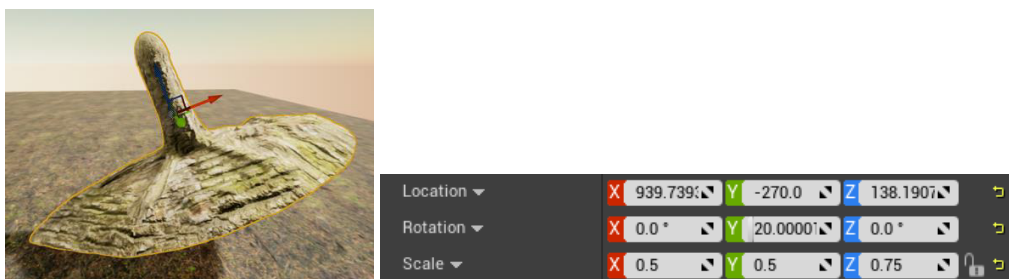 Location X 939.739 Y -270.0 Z 138.1907
Rotation X 0.0 ° Y 20.00001 Z 0.0 °
Scale X 0.5 Y 0.5 Z 0.75